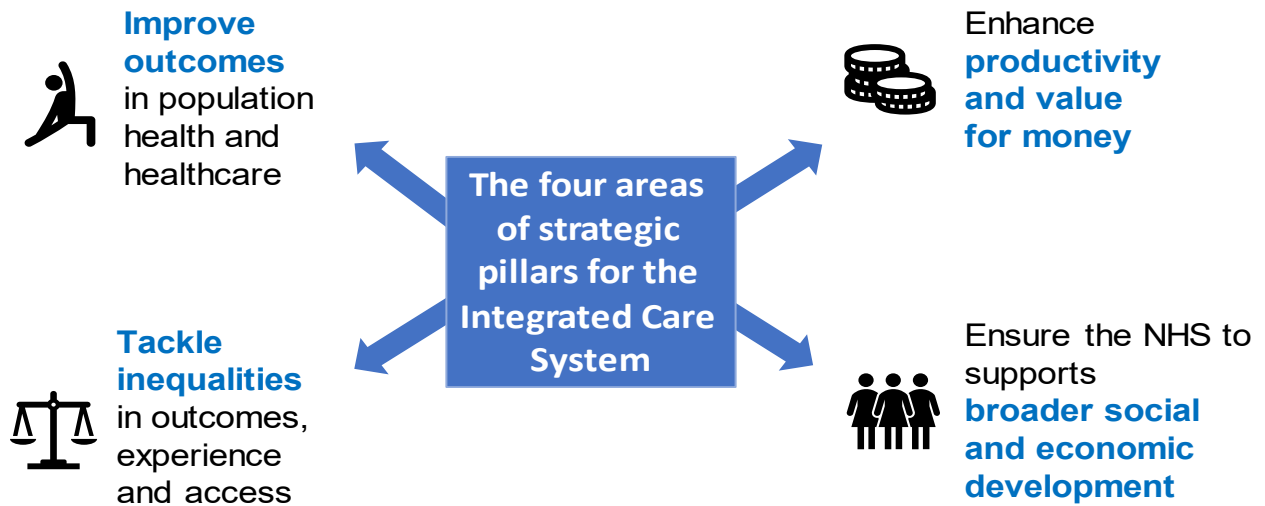 Improve
outcomes
in population
health and
healthcare
Enhance
productivity
and value
for money
The four areas
of strategic
pillars for the
Integrated Care
System
Tackle
inequalities
in outcomes,
experience
and access
Ensure the NHS to
supports
broader social
and economic
development